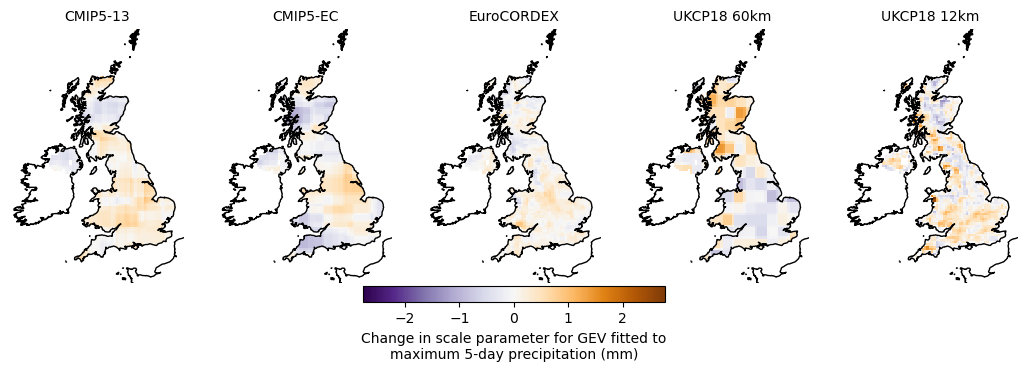 CMIP5-13
CMIP5-EC
EuroCORDEX
UKCP18 60km
UKCP18 12km
−2
−1
0
1
2
Change in scale parameter for GEV fitted to
maximum 5-day precipitation (mm)